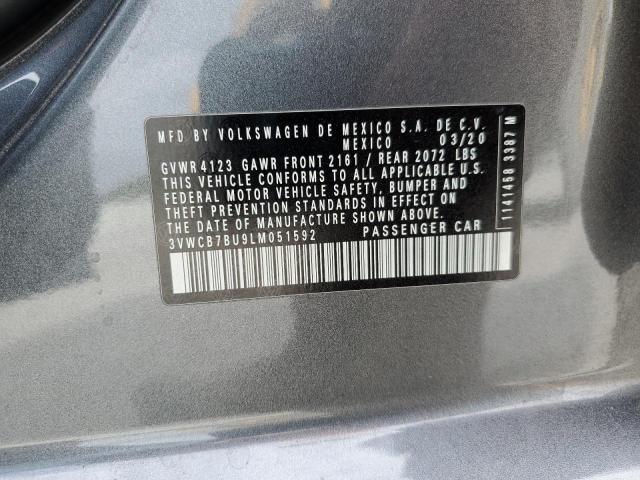 MFD BY VOLKSWAGEN DE MEXICO S.A. DE C.V.
MEXICO 03/20
GVWR 4123 GAWR FRONT 2161 / REAR 2072 LBS
THIS VEHICLE CONFORMS TO ALL APPLICABLE U.S.
FEDERAL MOTOR VEHICLE SAFETY, BUMPER AND
THEFT PREVENTION STANDARDS IN EFFECT ON
THE DATE OF MANUFACTURE SHOWN ABOVE.
3VWCB7BU9LM051592 PASSENGER CAR
1141458 3387 M